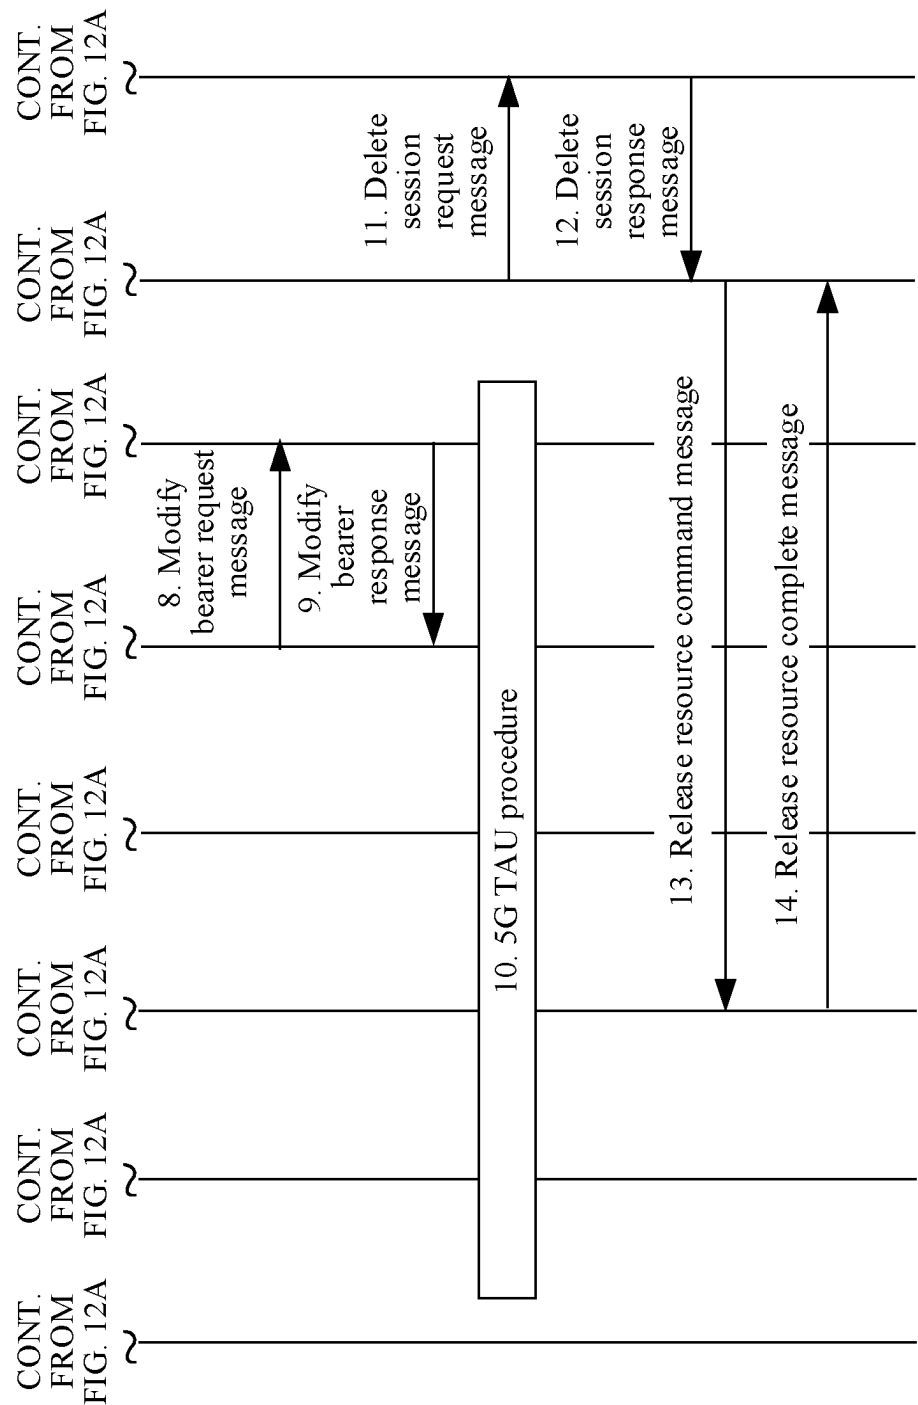 CONT.
FROM
FIG. 12A
CONT.
FROM
FIG. 12A
CONT.
FROM
FIG. 12A
CONT.
FROM
FIG. 12A
CONT.
FROM
FIG. 12A
CONT.
FROM
FIG. 12A
CONT.
FROM
FIG. 12A
CONT.
FROM
FIG. 12A
8. Modify
bearer request
message
9. Modify
bearer
response
message
10. 5G TAU procedure
11. Delete
session
request
message
12. Delete
session
response
message
13. Release resource command message
14. Release resource complete message